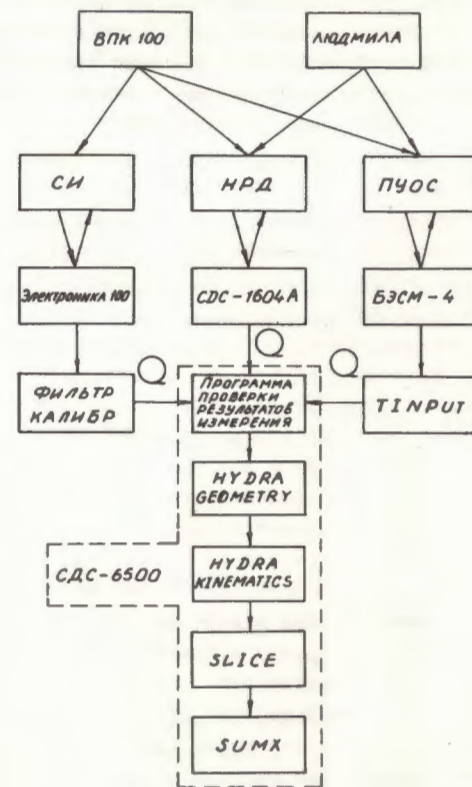 ВПК 100
ЛЮДМИЛА
СИ
НРД
ПУОС
Электроника 100
CDC-1604A
БЭСМ-4
ФИЛЬТР
КАЛИБР
ПРОГРАММА
ПРОВЕРКИ
РЕЗУЛЬТАТОВ
ИЗМЕРЕНИЯ
TINPUT
HYDRA
GEOMETRY
СДС-6500
HYDRA
KINEMATICS
SLICE
SUMX